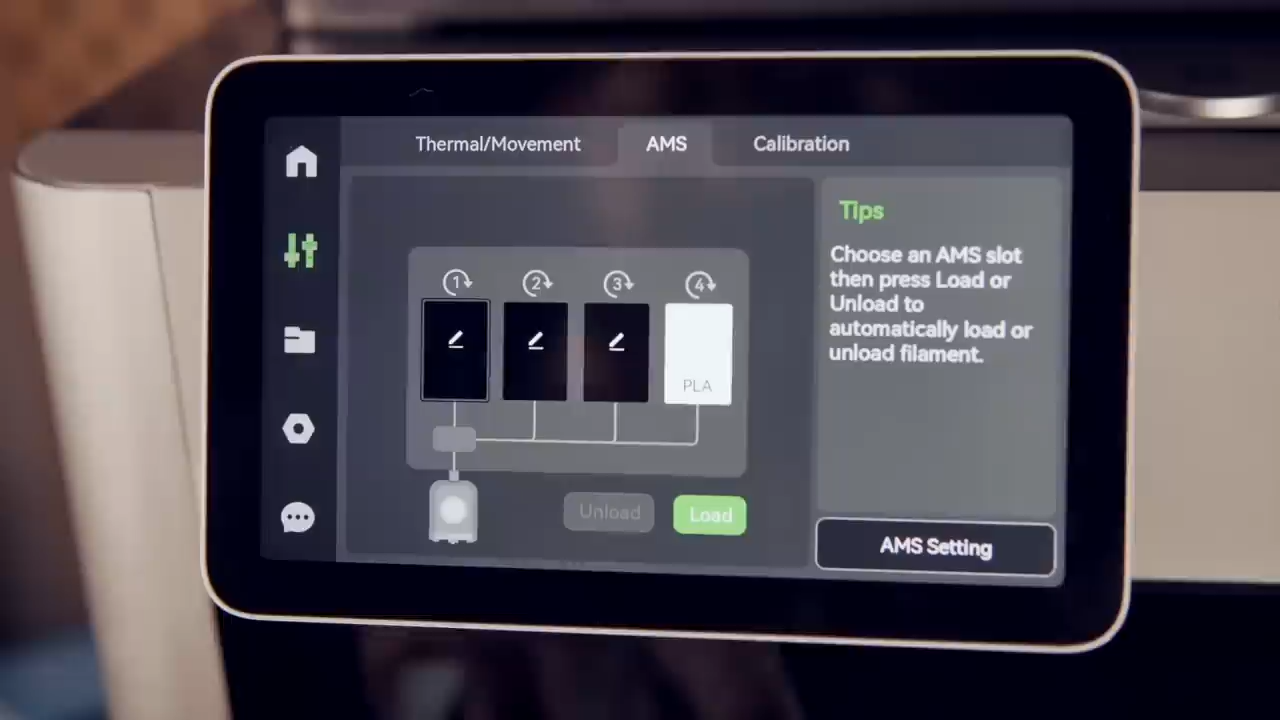 Thermal/Movement
AMS
Calibration
1
2
3
4
PLA
Unload
Load
Tips
Choose an AMS slot
then press Load or
Unload to
automatically load or
unload filament.
AMS Setting